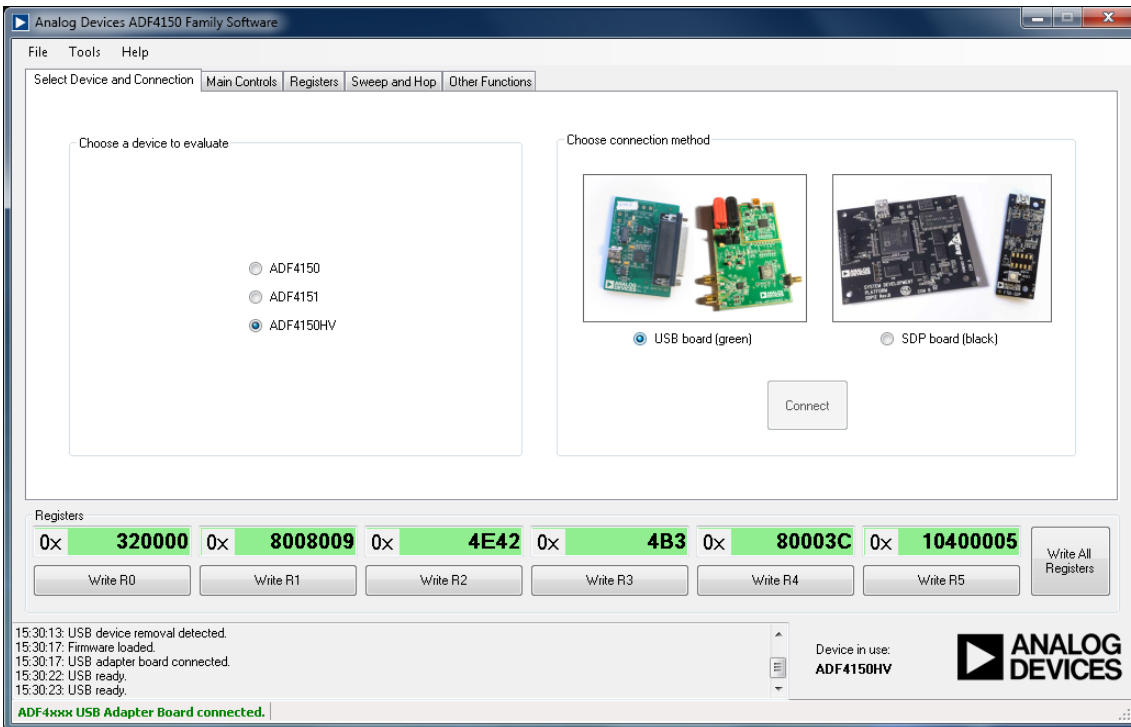 Analog Devices ADF4150 Family Software
File Tools Help
Select Device and Connection Main Controls Registers Sweep and Hop Other Functions
Choose a device to evaluate
ADF4150
ADF4151
ADF4150HV
Choose connection method
ANALOG
DEVICES
SYSTEM DEVELOPMENT
PLATFORM
USB board (green)
SDP board (black)
Connect
Registers
0x 320000 0x 8008009 0x 4E42 0x 4B3 0x 80003C 0x 10400005
Write R0 Write R1 Write R2 Write R3 Write R4 Write R5
Write All
Registers
15:30:13: USB device removal detected.
15:30:17: Firmware loaded.
15:30:17: USB adapter board connected.
15:30:22: USB ready.
15:30:23: USB ready.
Device in use:
ADF4150HV
ANALOG
DEVICES
ADF4xxx USB Adapter Board connected.